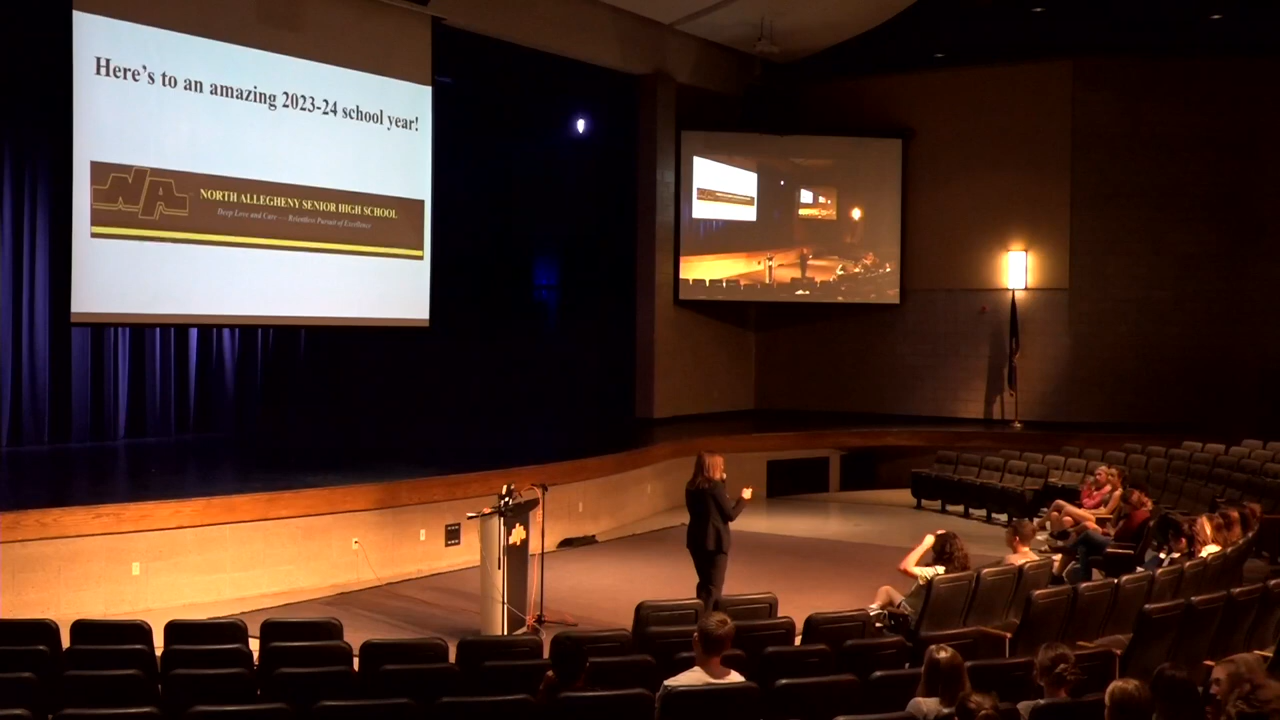 Here's to an amazing 2023-24 school year!
NA
NORTH ALLEGHENY SENIOR HIGH SCHOOL
Deep Love and Care — Relentless Pursuit of Excellence